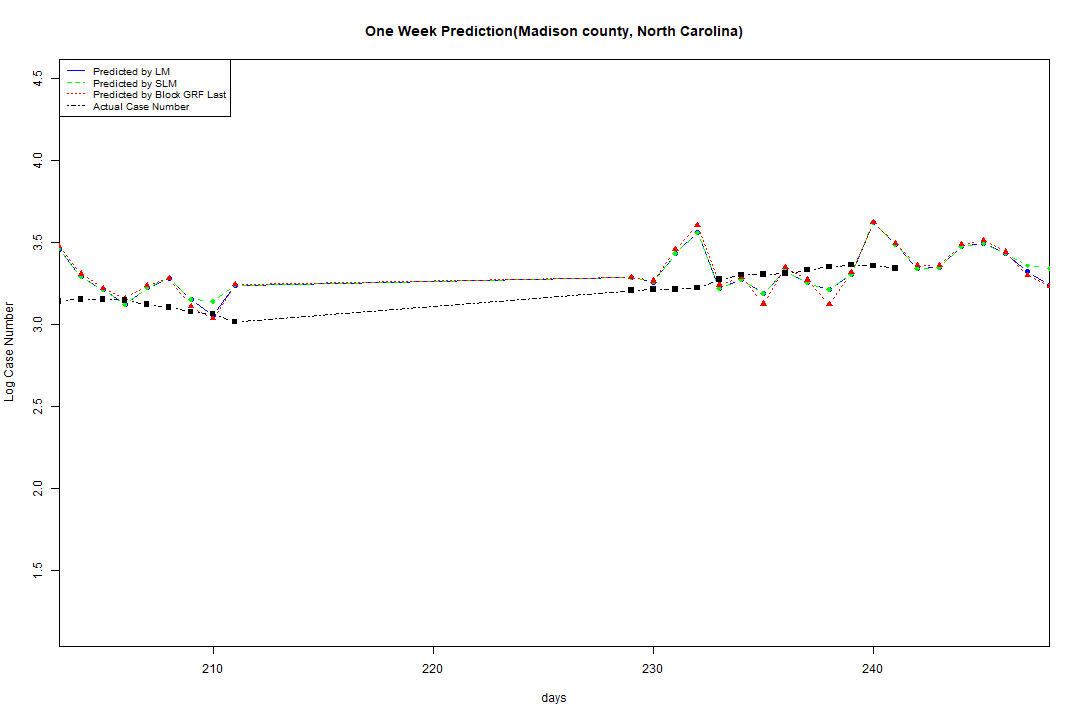 One Week Prediction(Madison county, North Carolina)
Predicted by LM
Predicted by SLM
Predicted by Block GRF Last
Actual Case Number
4.5
4.0
3.5
3.0
2.5
2.0
1.5
Log Case Number
210 220 230 240
days